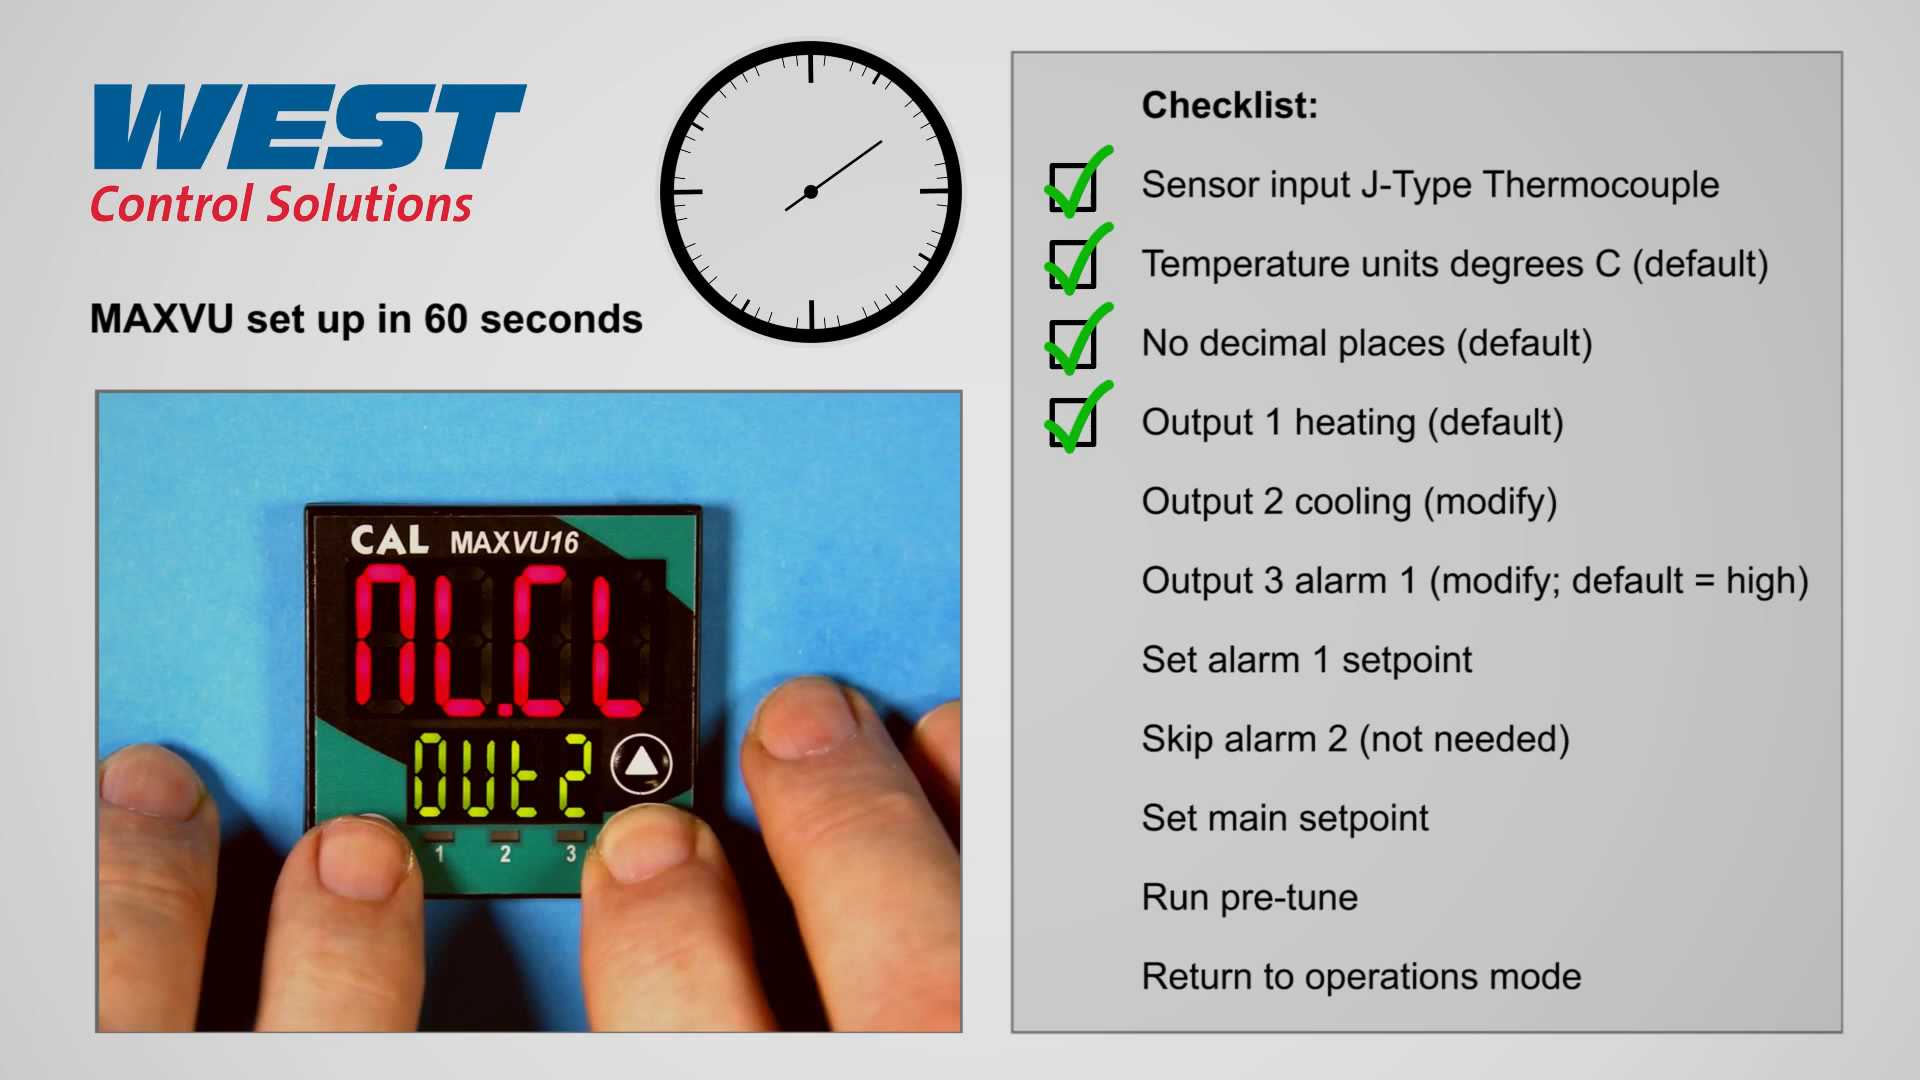 WEST
Control Solutions
MAXVU set up in 60 seconds
CAL MAXVU16
AL.CL
OUt2
1 2 3
Checklist:
Sensor input J-Type Thermocouple
Temperature units degrees C (default)
No decimal places (default)
Output 1 heating (default)
Output 2 cooling (modify)
Output 3 alarm 1 (modify; default = high)
Set alarm 1 setpoint
Skip alarm 2 (not needed)
Set main setpoint
Run pre-tune
Return to operations mode